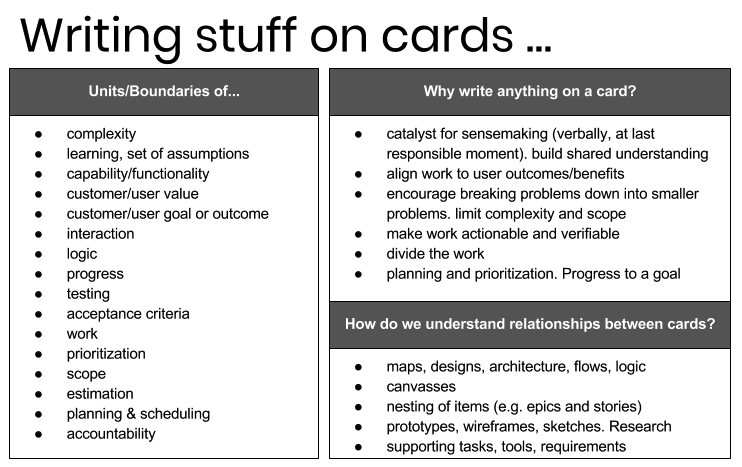 Writing stuff on cards ...
Units/Boundaries of...
● complexity
● learning, set of assumptions
● capability/functionality
● customer/user value
● customer/user goal or outcome
● interaction
● logic
● progress
● testing
● acceptance criteria
● work
● prioritization
● scope
● estimation
● planning & scheduling
● accountability
Why write anything on a card?
● catalyst for sensemaking (verbally, at last
responsible moment). build shared understanding
● align work to user outcomes/benefits
● encourage breaking problems down into smaller
problems. limit complexity and scope
● make work actionable and verifiable
● divide the work
● planning and prioritization. Progress to a goal
How do we understand relationships between cards?
● maps, designs, architecture, flows, logic
● canvasses
● nesting of items (e.g. epics and stories)
● prototypes, wireframes, sketches. Research
● supporting tasks, tools, requirements